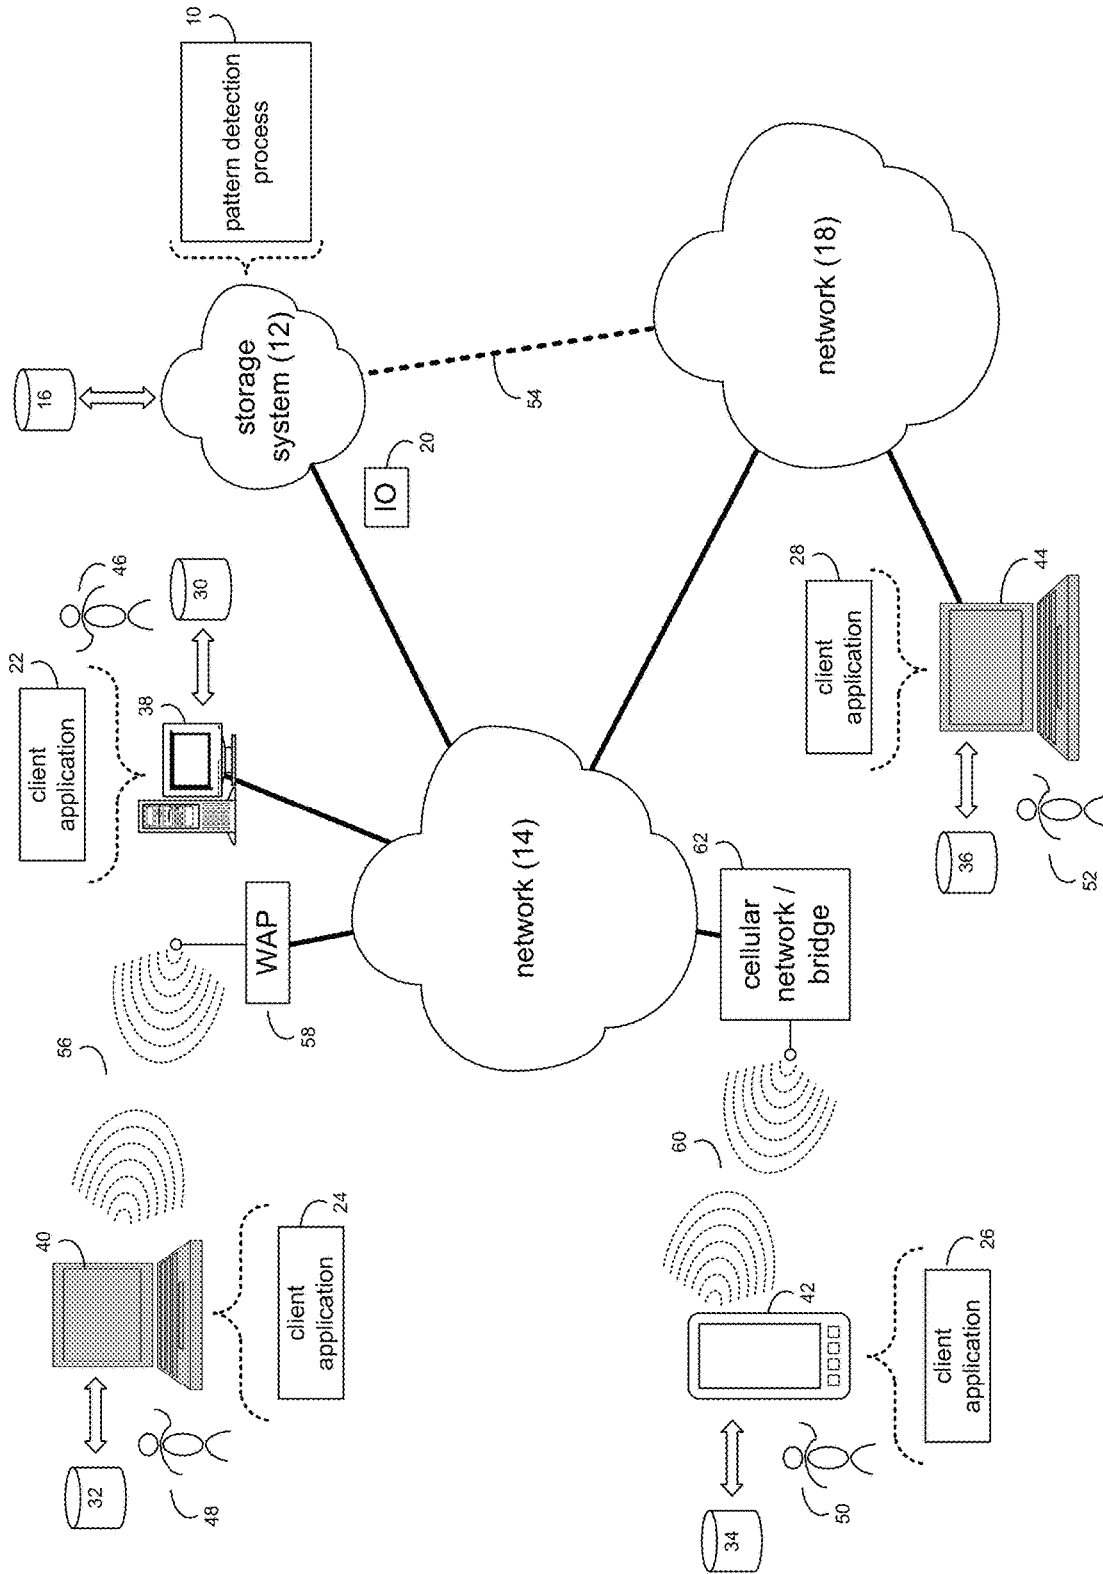 32
40
48
client
application
24
56
58
WAP
client
application
22
38
46
30
16
storage
system (12)
pattern detection
process
10
IO
20
54
network (14)
network (18)
34
42
50
client
application
26
60
cellular
network /
bridge
62
client
application
28
44
36
52